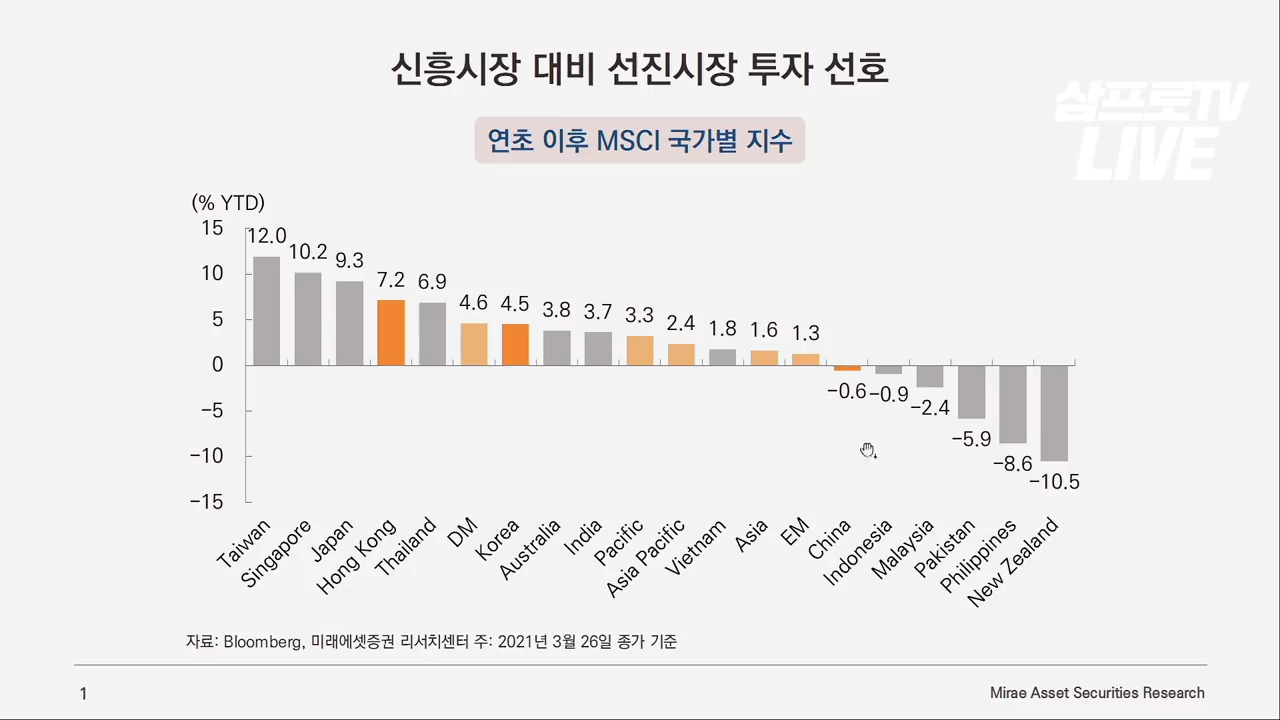 신흥시장 대비 선진시장 투자 선호
삼프로TV
LIVE
연초 이후 MSCI 국가별 지수
(% YTD)
15
10
5
0
−5
−10
−15
12.0
10.2
9.3
7.2
6.9
4.6
4.5
3.8
3.7
3.3
2.4
1.8
1.6
1.3
−0.6
−0.9
−2.4
−5.9
−8.6
−10.5
Taiwan
Singapore
Japan
Hong Kong
Thailand
DM
Korea
Australia
India
Pacific
Asia Pacific
Vietnam
Asia
EM
China
Indonesia
Malaysia
Pakistan
Philippines
New Zealand
자료: Bloomberg, 미래에셋증권 리서치센터 주: 2021년 3월 26일 종가 기준
1
Mirae Asset Securities Research